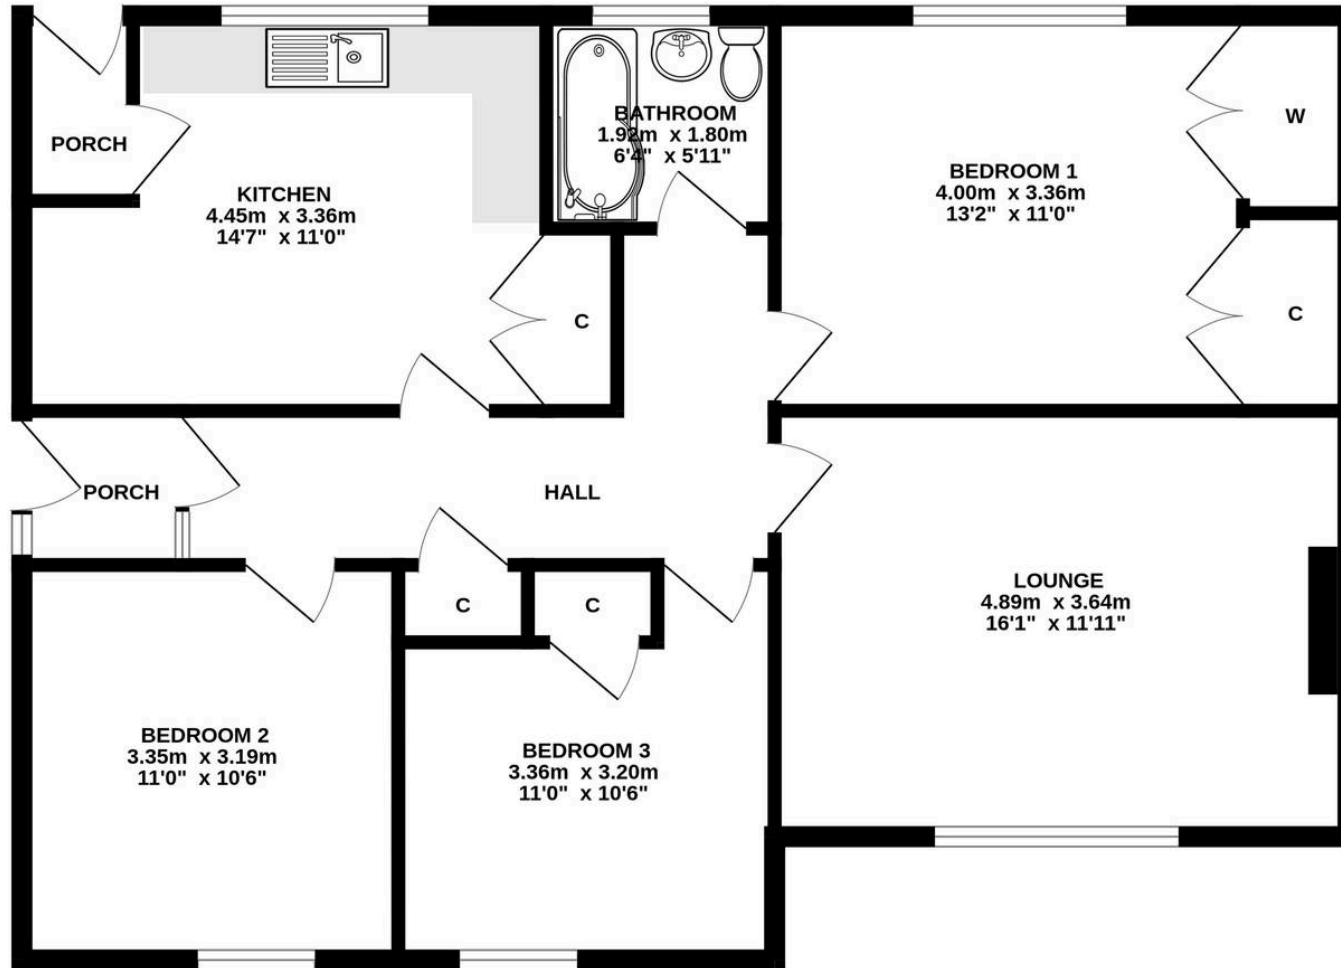 PORCH
KITCHEN
4.45m x 3.36m
14'7" x 11'0"
BATHROOM
1.92m x 1.80m
6'4" x 5'11"
BEDROOM 1
4.00m x 3.36m
13'2" x 11'0"
W
C
C
PORCH
HALL
C
C
LOUNGE
4.89m x 3.64m
16'1" x 11'11"
BEDROOM 2
3.35m x 3.19m
11'0" x 10'6"
BEDROOM 3
3.36m x 3.20m
11'0" x 10'6"